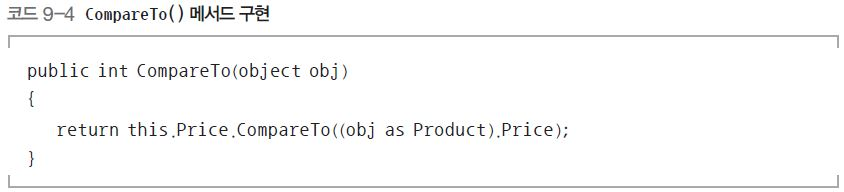 코드 9-4 CompareTo() 메서드 구현
public int CompareTo(object obj)
{
return this.Price.CompareTo((obj as Product).Price);
}